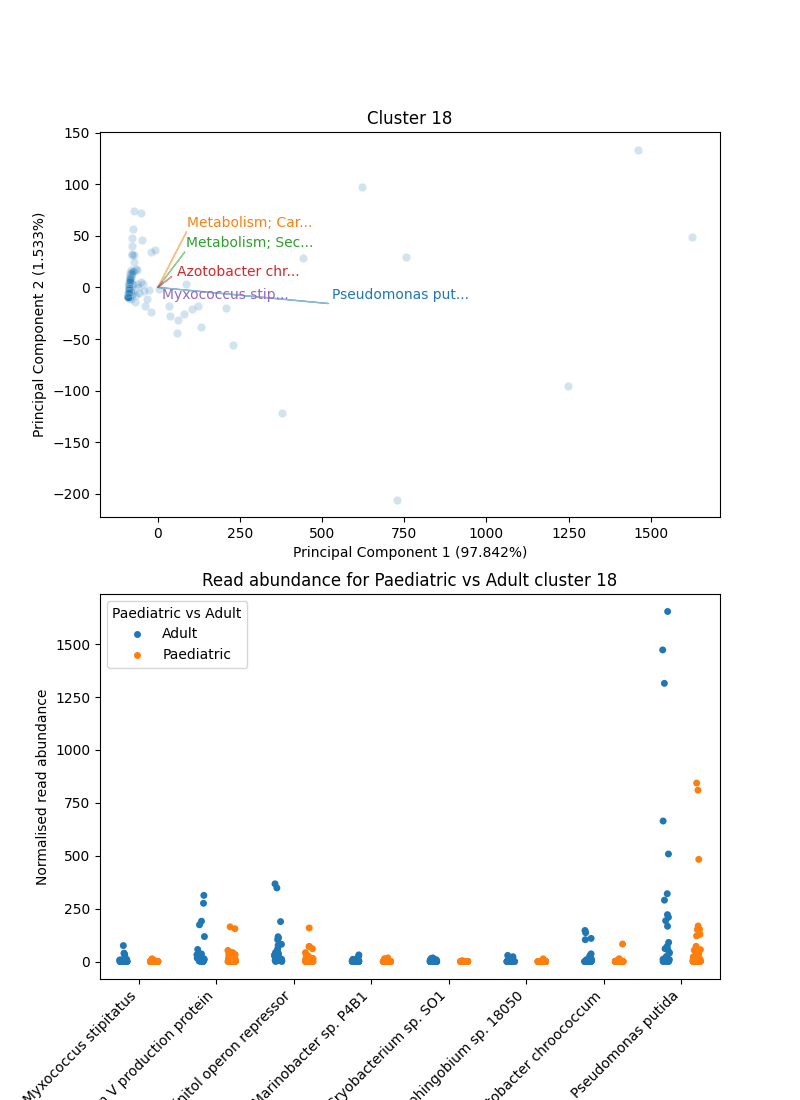 Cluster 18
150
100
50
0
−50
−100
−150
−200
Principal Component 2 (1.533%)
Metabolism; Car...
Metabolism; Sec...
Azotobacter chr...
Myxococcus stip...
Pseudomonas put...
0 250 500 750 1000 1250 1500
Principal Component 1 (97.842%)
Read abundance for Paediatric vs Adult cluster 18
Paediatric vs Adult
Adult
Paediatric
1500
1250
1000
750
500
250
0
Normalised read abundance
Myxococcus stipitatus
V production protein
nitol operon repressor
Marinobacter sp. P4B1
ryobacterium sp. SO1
hingobium sp. 18050
tobacter chroococcum
Pseudomonas putida